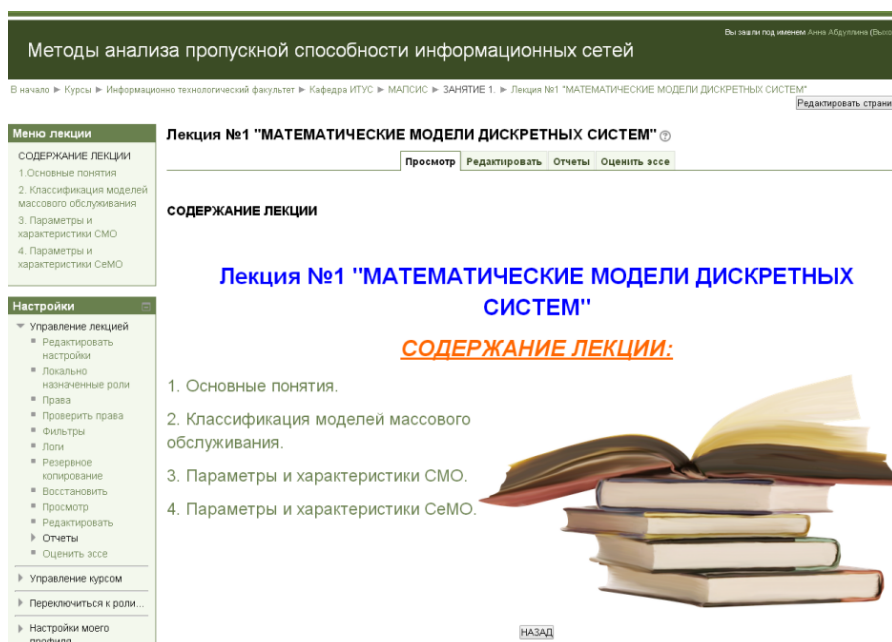 Вы зашли под именем Анна Абдуллина
Методы анализа пропускной способности информационных сетей
В начало ► Курсы ► Информационно технологический факультет ► Кафедра ИТУС ► МАПСИС ► ЗАНЯТИЕ 1. ► Лекция №1 "МАТЕМАТИЧЕСКИЕ МОДЕЛИ ДИСКРЕТНЫХ СИСТЕМ"
Редактировать
Меню лекции
СОДЕРЖАНИЕ ЛЕКЦИИ
1.Основные понятия
2. Классификация моделей
массового обслуживания
3. Параметры и
характеристики СМО
4. Параметры и
характеристики СеМО
Настройки
Управление лекцией
Редактировать
настройки
Локально
назначенные роли
Права
Проверить права
Фильтры
Логи
Резервное
копирование
Восстановить
Просмотр
Редактировать
Отчеты
Оценить эссе
Управление курсом
Переключиться к роли...
Настройки моего
профиля
Лекция №1 "МАТЕМАТИЧЕСКИЕ МОДЕЛИ ДИСКРЕТНЫХ СИСТЕМ"
Просмотр Редактировать Отчеты Оценить эссе
СОДЕРЖАНИЕ ЛЕКЦИИ
Лекция №1 "МАТЕМАТИЧЕСКИЕ МОДЕЛИ ДИСКРЕТНЫХ
СИСТЕМ"
СОДЕРЖАНИЕ ЛЕКЦИИ:
1. Основные понятия.
2. Классификация моделей массового
обслуживания.
3. Параметры и характеристики СМО.
4. Параметры и характеристики СеМО.
НАЗАД